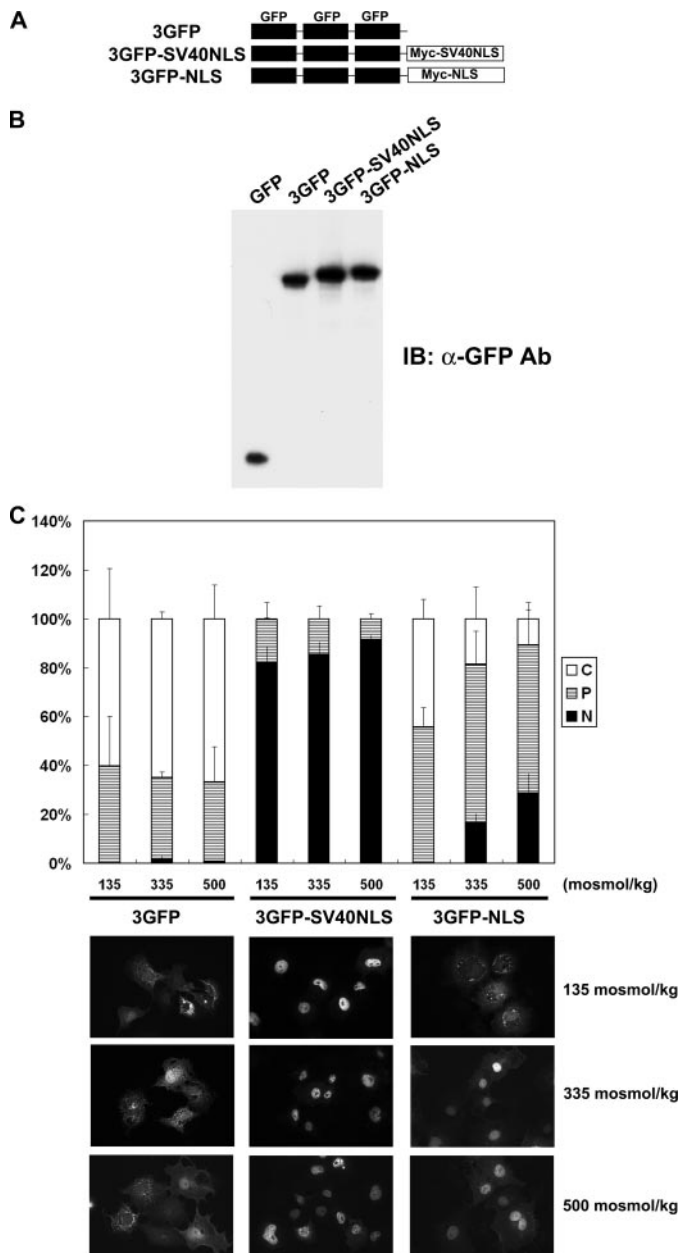 A
GFP GFP GFP
3GFP
3GFP-SV40NLS Myc-SV40NLS
3GFP-NLS Myc-NLS
B
GFP 3GFP 3GFP-SV40NLS 3GFP-NLS
IB: α-GFP Ab
C
140%
120%
100%
80%
60%
40%
20%
0%
C
P
N
135 335 500 135 335 500 135 335 500 (mosmol/kg)
3GFP 3GFP-SV40NLS 3GFP-NLS
135 mosmol/kg
335 mosmol/kg
500 mosmol/kg